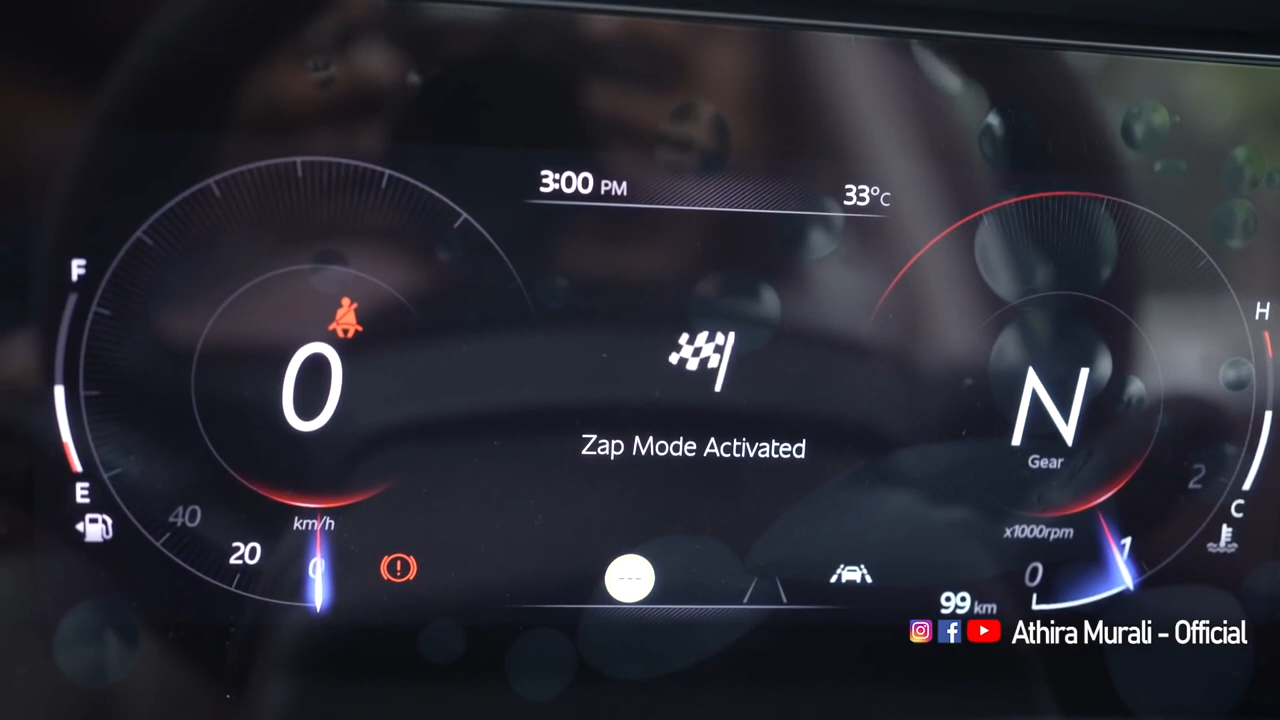 3:00 PM
33°C
F
H
0
N
Zap Mode Activated
Gear
E
C
2
40
km/h
x1000rpm
20
0
---
0
1
99 km
Athira Murali - Official